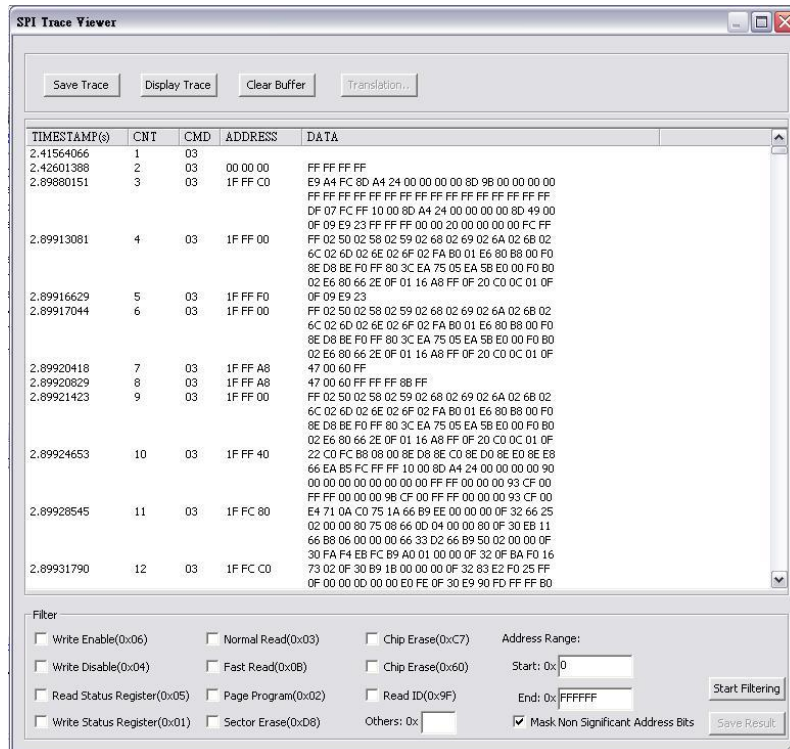 SPI Trace Viewer
Save Trace Display Trace Clear Buffer Translation..
TIMESTAMP(s) CNT CMD ADDRESS DATA
2.41564066 1 03
2.42601388 2 03 00 00 00 FF FF FF FF
2.89880151 3 03 1F FF C0 E9 A4 FC 8D A4 24 00 00 00 00 8D 9B 00 00 00 00
FF FF FF FF FF FF FF FF FF FF FF FF FF FF FF FF
DF 07 FC FF 10 00 8D A4 24 00 00 00 00 8D 49 00
0F 09 E9 23 FF FF FF 00 00 20 00 00 00 00 FC FF
2.89913081 4 03 1F FF 00 FF 02 50 02 58 02 59 02 68 02 69 02 6A 02 6B 02
6C 02 6D 02 6E 02 6F 02 FA B0 01 E6 80 B8 00 F0
8E D8 BE F0 FF 80 3C EA 75 05 EA 5B E0 00 F0 B0
02 E6 80 66 2E 0F 01 16 A8 FF 0F 20 C0 0C 01 0F
2.89916629 5 03 1F FF F0 0F 09 E9 23
2.89917044 6 03 1F FF 00 FF 02 50 02 58 02 59 02 68 02 69 02 6A 02 6B 02
6C 02 6D 02 6E 02 6F 02 FA B0 01 E6 80 B8 00 F0
8E D8 BE F0 FF 80 3C EA 75 05 EA 5B E0 00 F0 B0
02 E6 80 66 2E 0F 01 16 A8 FF 0F 20 C0 0C 01 0F
2.89920418 7 03 1F FF A8 47 00 60 FF
2.89920829 8 03 1F FF A8 47 00 60 FF FF FF 8B FF
2.89921423 9 03 1F FF 00 FF 02 50 02 58 02 59 02 68 02 69 02 6A 02 6B 02
6C 02 6D 02 6E 02 6F 02 FA B0 01 E6 80 B8 00 F0
8E D8 BE F0 FF 80 3C EA 75 05 EA 5B E0 00 F0 B0
02 E6 80 66 2E 0F 01 16 A8 FF 0F 20 C0 0C 01 0F
2.89924653 10 03 1F FF 40 22 C0 FC B8 08 00 8E D8 8E C0 8E D0 8E E0 8E E8
66 EA B5 FC FF FF 10 00 8D A4 24 00 00 00 00 90
00 00 00 00 00 00 00 00 FF FF 00 00 00 93 CF 00
FF FF 00 00 00 9B CF 00 FF FF 00 00 00 93 CF 00
2.89928545 11 03 1F FC 80 E4 71 0A C0 75 1A 66 B9 EE 00 00 00 0F 32 66 25
02 00 00 80 75 08 66 0D 04 00 00 80 0F 30 EB 11
66 B8 06 00 00 00 66 33 D2 66 B9 50 02 00 00 0F
30 FA F4 EB FC B9 A0 01 00 00 0F 32 0F BA F0 16
2.89931790 12 03 1F FC C0 73 02 0F 30 B9 1B 00 00 00 0F 32 83 E2 F0 25 FF
0F 00 00 0D 00 00 E0 FE 0F 30 E9 90 FD FF FF B0
Filter
Write Enable(0x06) Normal Read(0x03) Chip Erase(0xC7) Address Range:
Write Disable(0x04) Fast Read(0x0B) Chip Erase(0x60) Start: 0x 0
Read Status Register(0x05) Page Program(0x02) Read ID(0x9F) End: 0x FFFFFF Start Filtering
Write Status Register(0x01) Sector Erase(0xD8) Others: 0x Mask Non Significant Address Bits Save Result